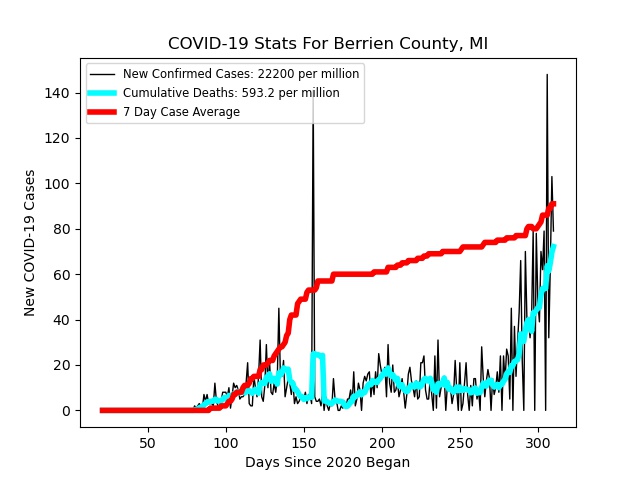 COVID-19 Stats For Berrien County, MI
New Confirmed Cases: 22200 per million
Cumulative Deaths: 593.2 per million
7 Day Case Average
140
120
100
80
60
40
20
0
New COVID-19 Cases
50 100 150 200 250 300
Days Since 2020 Began